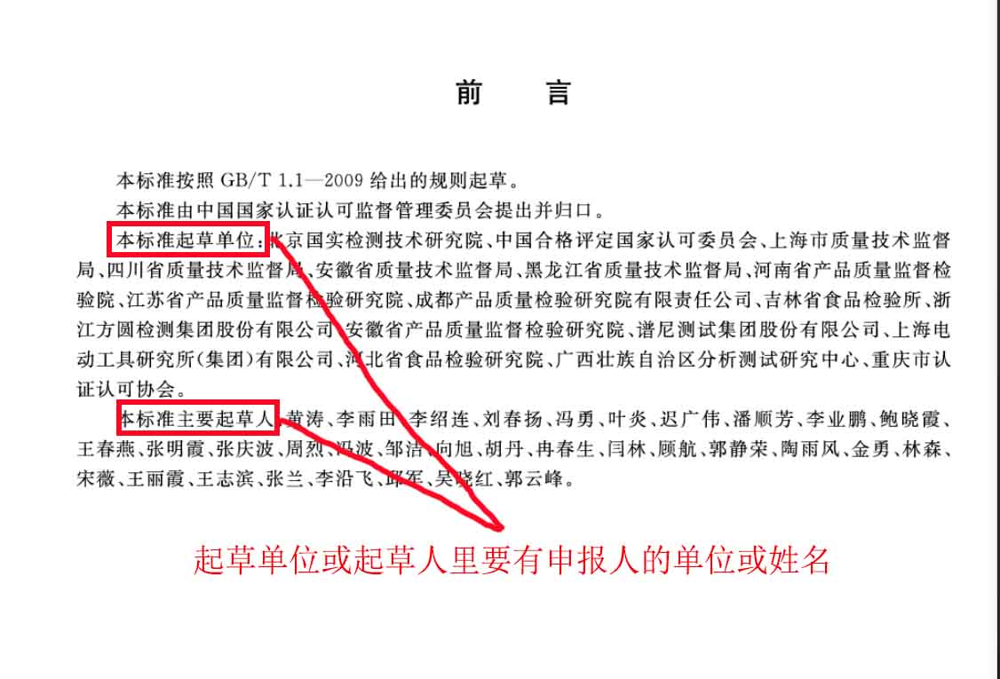 前 言
本标准按照 GB/T 1.1—2009 给出的规则起草。
本标准由中国国家认证认可监督管理委员会提出并归口。
本标准起草单位:北京国实检测技术研究院、中国合格评定国家认可委员会、上海市质量技术监督
局、四川省质量技术监督局、安徽省质量技术监督局、黑龙江省质量技术监督局、河南省产品质量监督检
验院、江苏省产品质量监督检验研究院、成都产品质量检验研究院有限责任公司、吉林省食品检验所、浙
江方圆检测集团股份有限公司、安徽省产品质量监督检验研究院、谱尼测试集团股份有限公司、上海电
动工具研究所(集团)有限公司、河北省食品检验研究院、广西壮族自治区分析测试研究中心、重庆市认
证认可协会。
本标准主要起草人:黄涛、李雨田、李绍连、刘春扬、冯勇、叶炎、迟广伟、潘顺芳、李业鹏、鲍晓霞、
王春燕、张明霞、张庆波、周烈、冯波、邹洁、向旭、胡丹、冉春生、闫林、顾航、郭静荣、陶雨风、金勇、林森、
宋薇、王丽霞、王志滨、张兰、李沿飞、邱军、吴晓红、郭云峰。
起草单位或起草人里要有申报人的单位或姓名